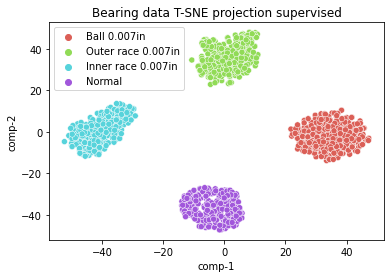 Bearing data T-SNE projection supervised
Ball 0.007in
Outer race 0.007in
Inner race 0.007in
Normal
comp-2
40
20
0
−20
−40
−40
−20
0
20
40
comp-1